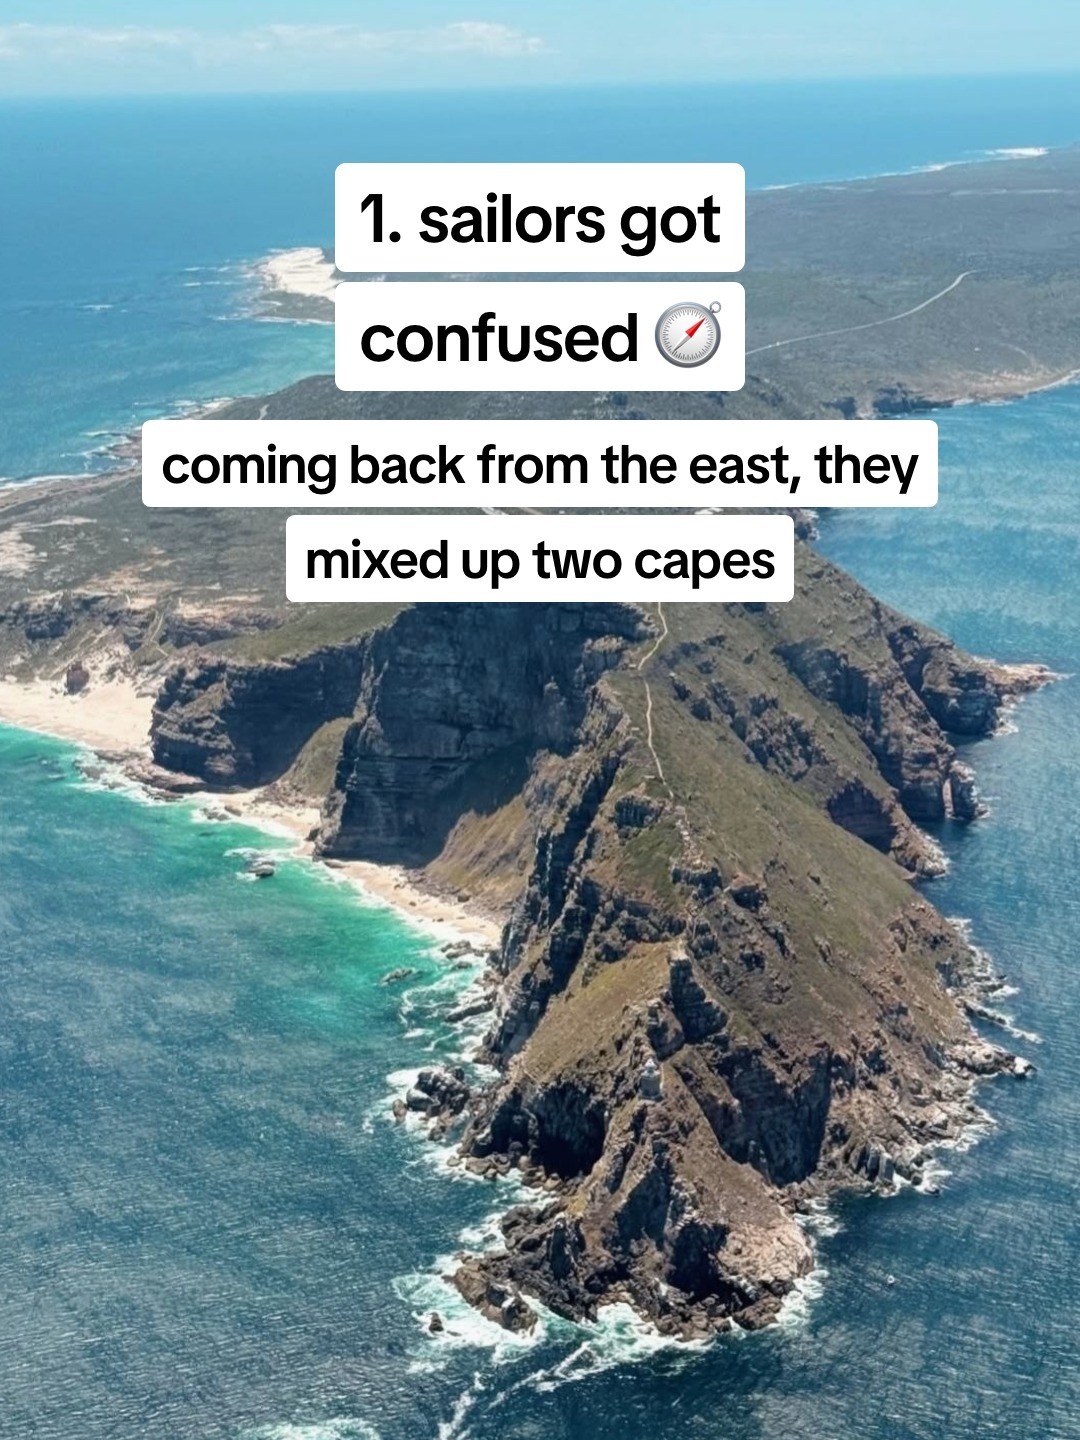 1. sailors got
confused 🧭
coming back from the east, they
mixed up two capes